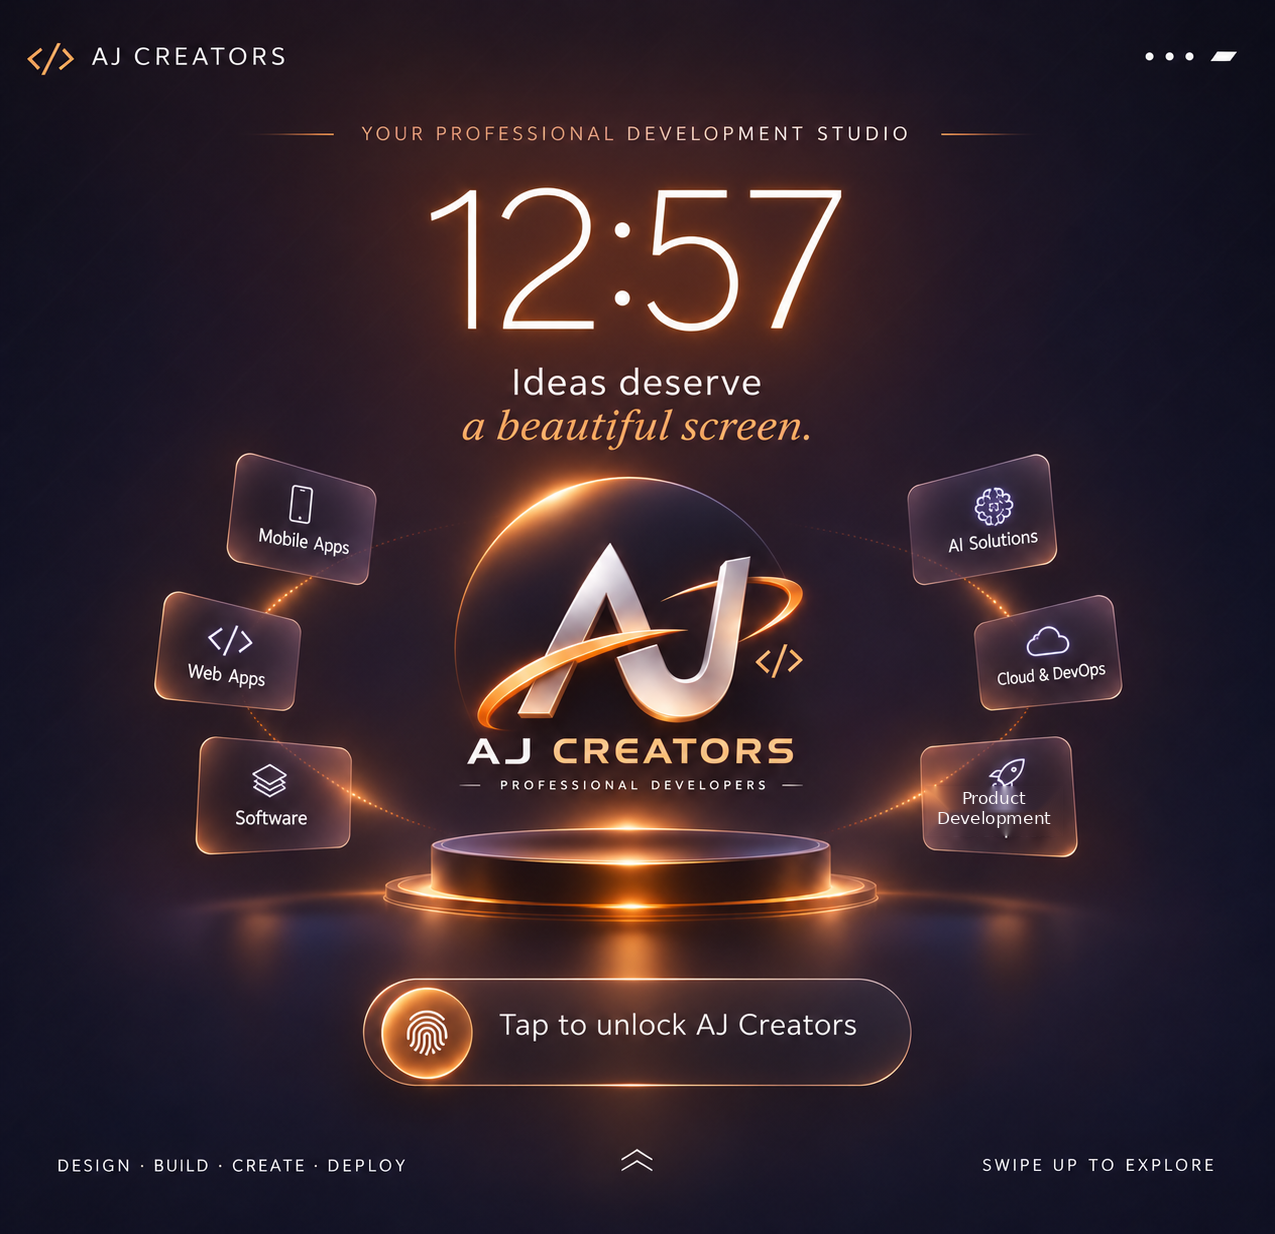 </> AJ CREATORS
YOUR PROFESSIONAL DEVELOPMENT STUDIO
12:57
Ideas deserve
a beautiful screen.
Mobile Apps
AI Solutions
</>
Web Apps
Cloud & DevOps
Software
Product
Development
AJ
</>
AJ CREATORS
PROFESSIONAL DEVELOPERS
Tap to unlock AJ Creators
DESIGN · BUILD · CREATE · DEPLOY
SWIPE UP TO EXPLORE